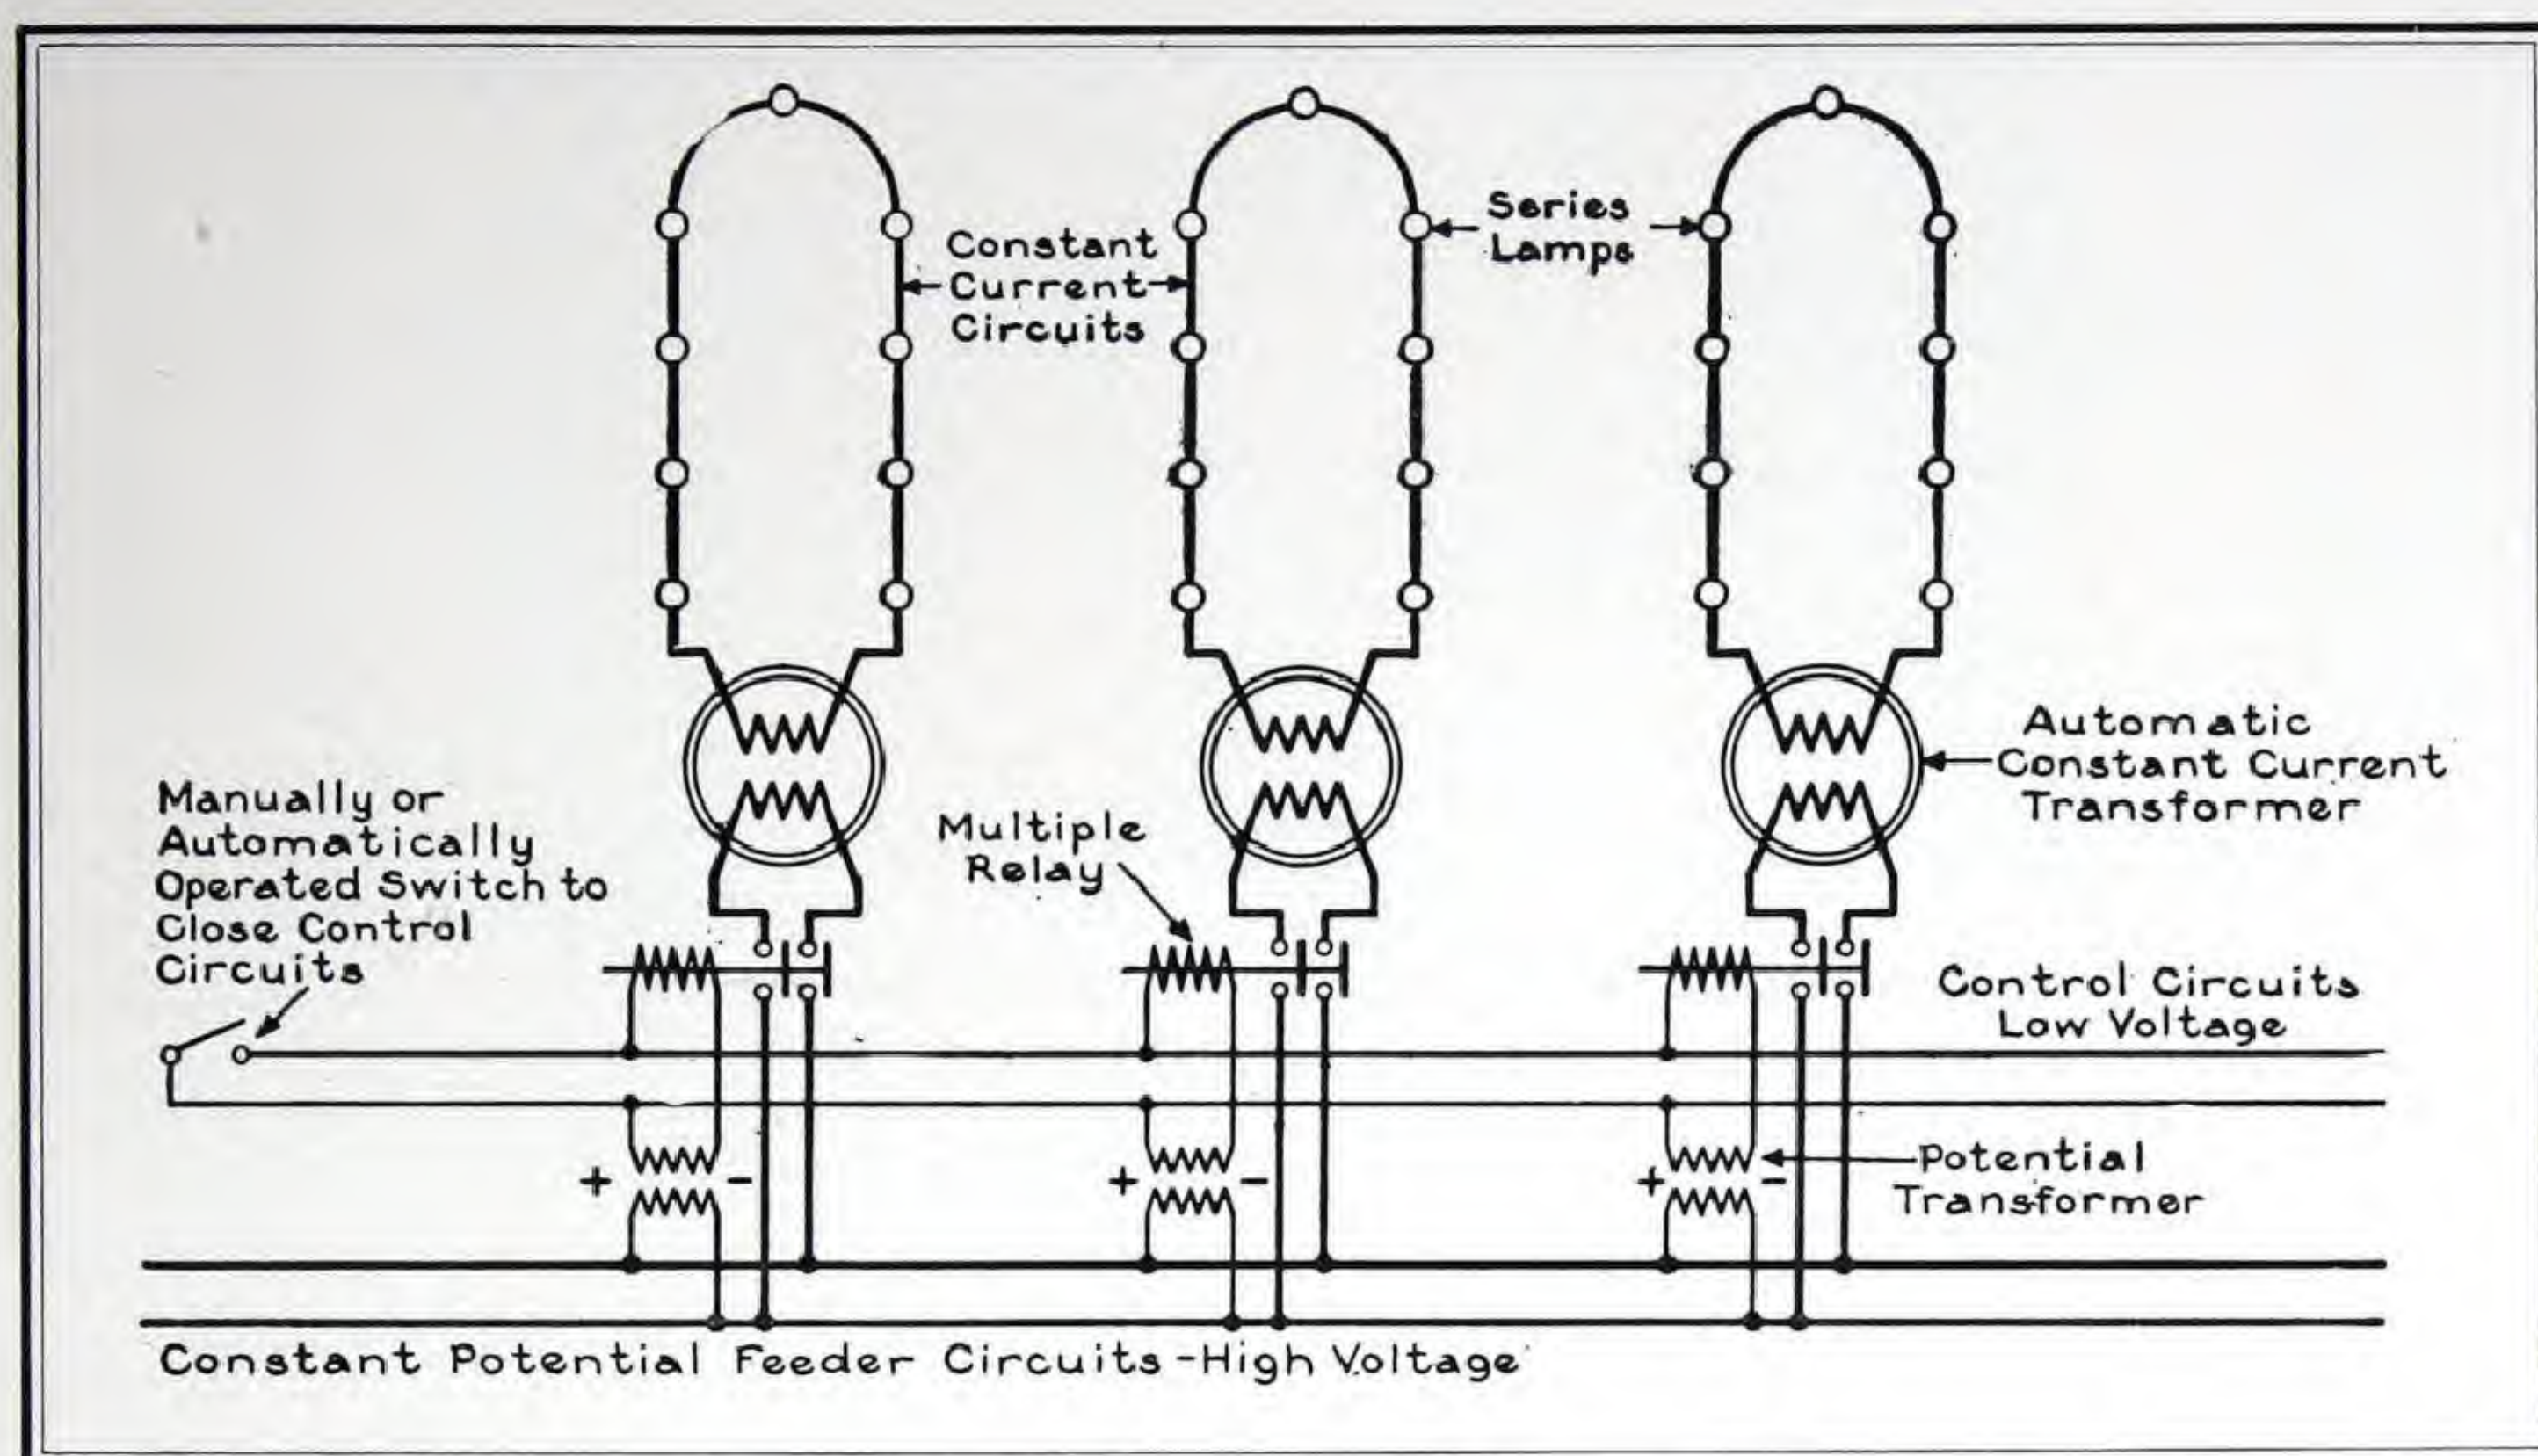 Series
Lamps
Constant
Current
Circuits
Automatic
Constant Current
Transformer
Manually or
Automatically
Operated Switch to
Close Control
Circuits
Multiple
Relay
Control Circuits
Low Voltage
+ -
+ -
+ -
Potential
Transformer
Constant Potential Feeder Circuits-High Voltage